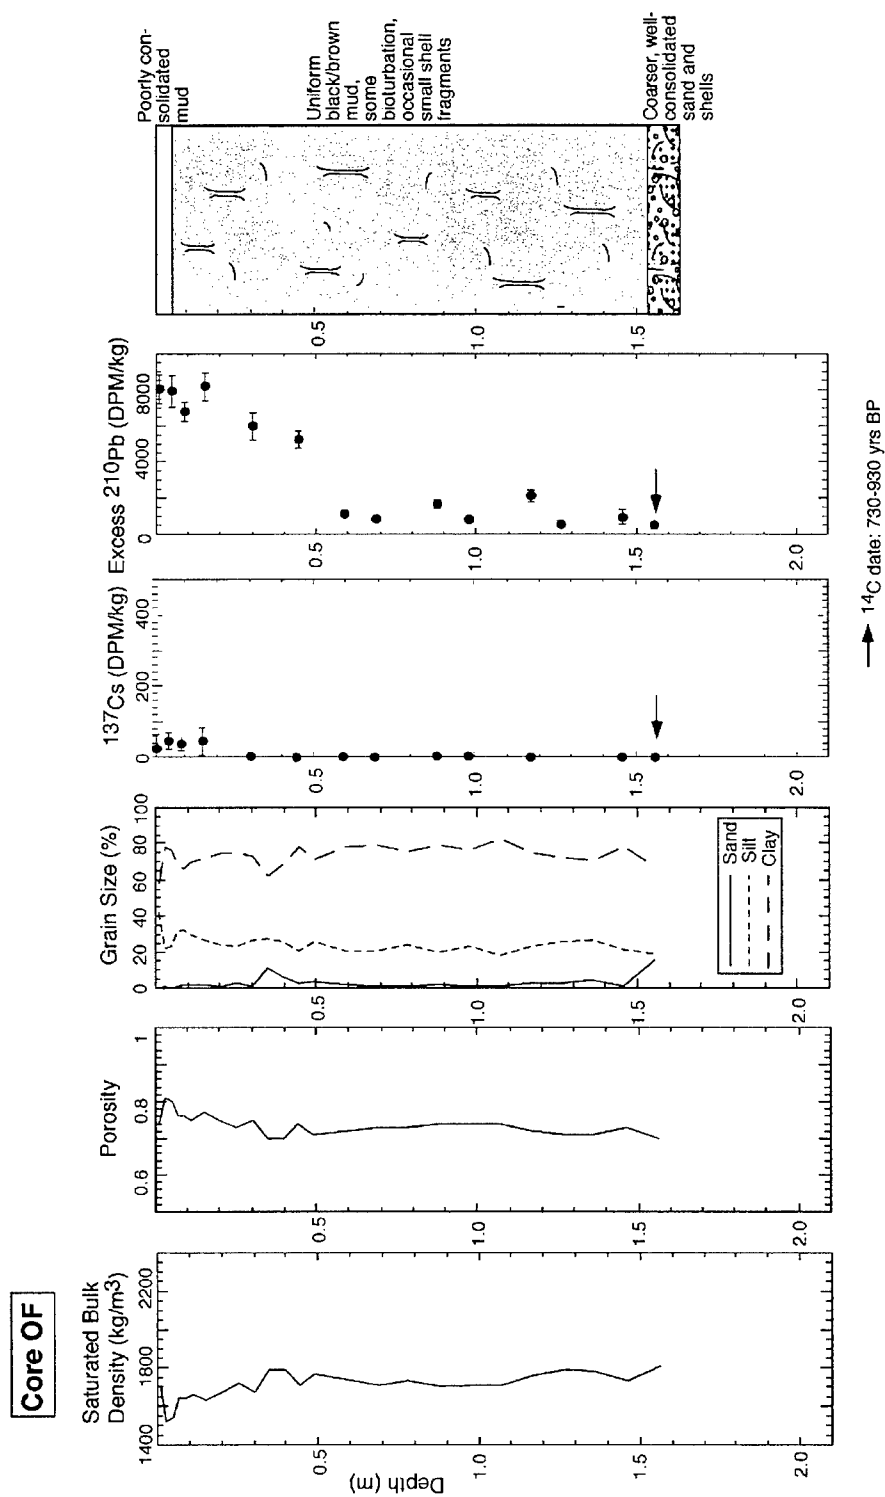 Core OF
Saturated Bulk
Density (kg/m3)
1400
1800
2200
Depth (m)
0.5
1.0
1.5
2.0
Porosity
0.6
0.8
1
0.5
1.0
1.5
2.0
Grain Size (%)
0
20
40
60
80
100
0.5
1.0
1.5
2.0
Sand
Silt
Clay
137Cs (DPM/kg)
0
200
400
0.5
1.0
1.5
2.0
Excess 210Pb (DPM/kg)
0
4000
8000
0.5
1.0
1.5
2.0
0.5
1.0
1.5
Poorly con-
solidated
mud
Uniform
black/brown
mud,
some
bioturbation,
occasional
small shell
fragments
Coarser, well-
consolidated
sand and
shells
14C date: 730-930 yrs BP